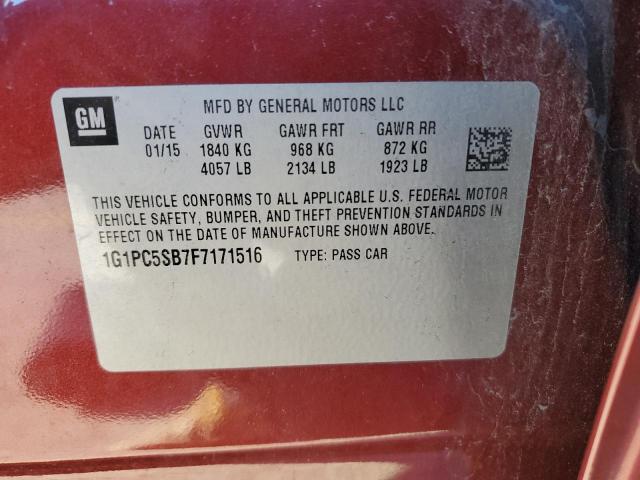 GM
MFD BY GENERAL MOTORS LLC
DATE GVWR GAWR FRT GAWR RR
01/15 1840 KG 968 KG 872 KG
4057 LB 2134 LB 1923 LB
THIS VEHICLE CONFORMS TO ALL APPLICABLE U.S. FEDERAL MOTOR
VEHICLE SAFETY, BUMPER, AND THEFT PREVENTION STANDARDS IN
EFFECT ON THE DATE OF MANUFACTURE SHOWN ABOVE.
1G1PC5SB7F7171516 TYPE: PASS CAR